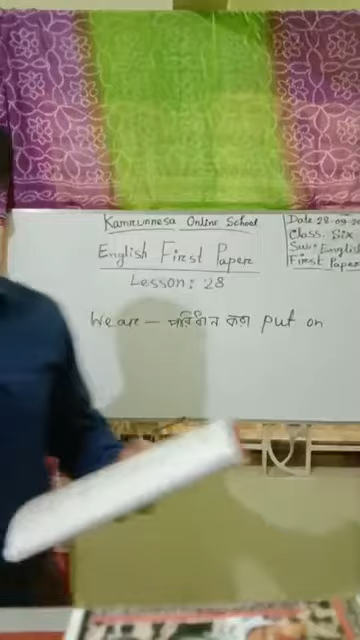 Kamrunnesa Online School
English First Paper
Lesson: 28
Date 28-09-20
Class. Six
Sub: English
First Paper
Wear — পরিধান করা put on